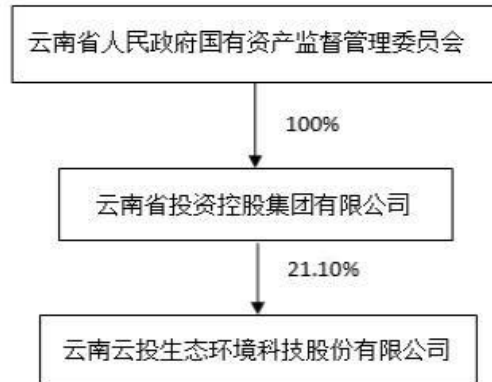 云南省人民政府国有资产监督管理委员会
100%
云南省投资控股集团有限公司
21.10%
云南云投生态环境科技股份有限公司